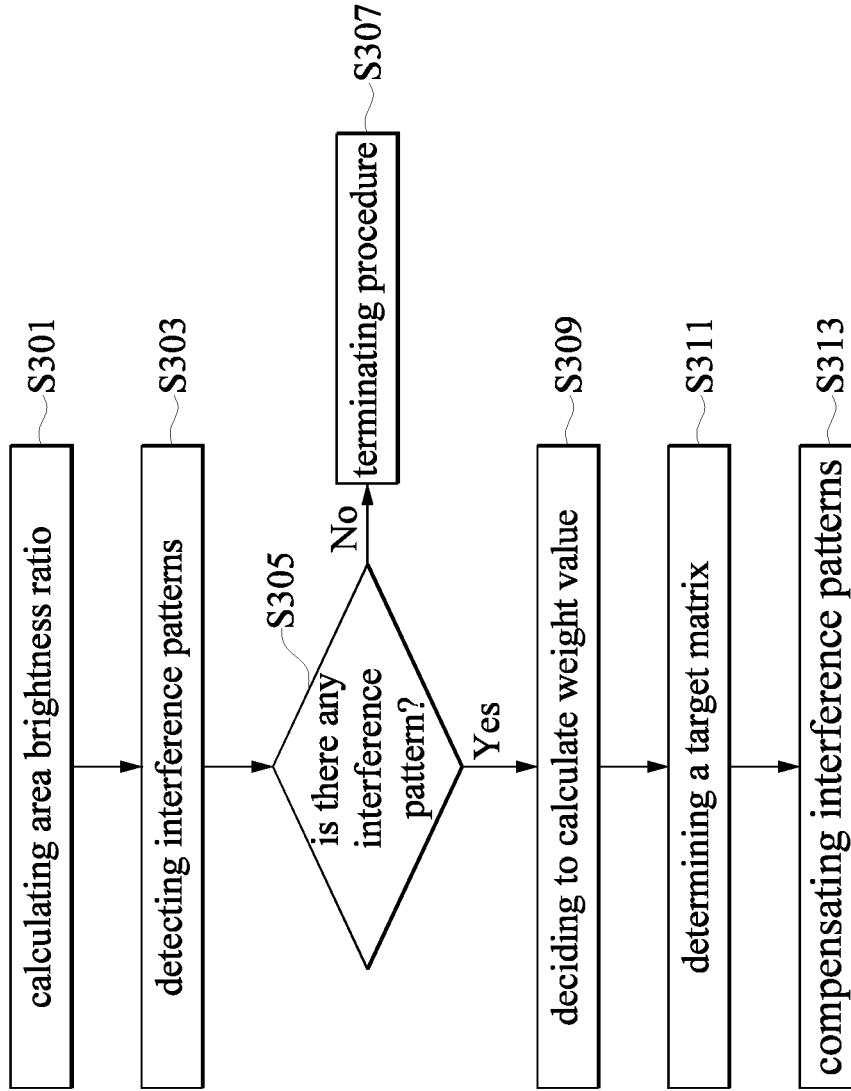 calculating area brightness ratio
S301
detecting interference patterns
S303
is there any
interference
pattern?
S305
No
terminating procedure
S307
Yes
deciding to calculate weight value
S309
determining a target matrix
S311
compensating interference patterns
S313